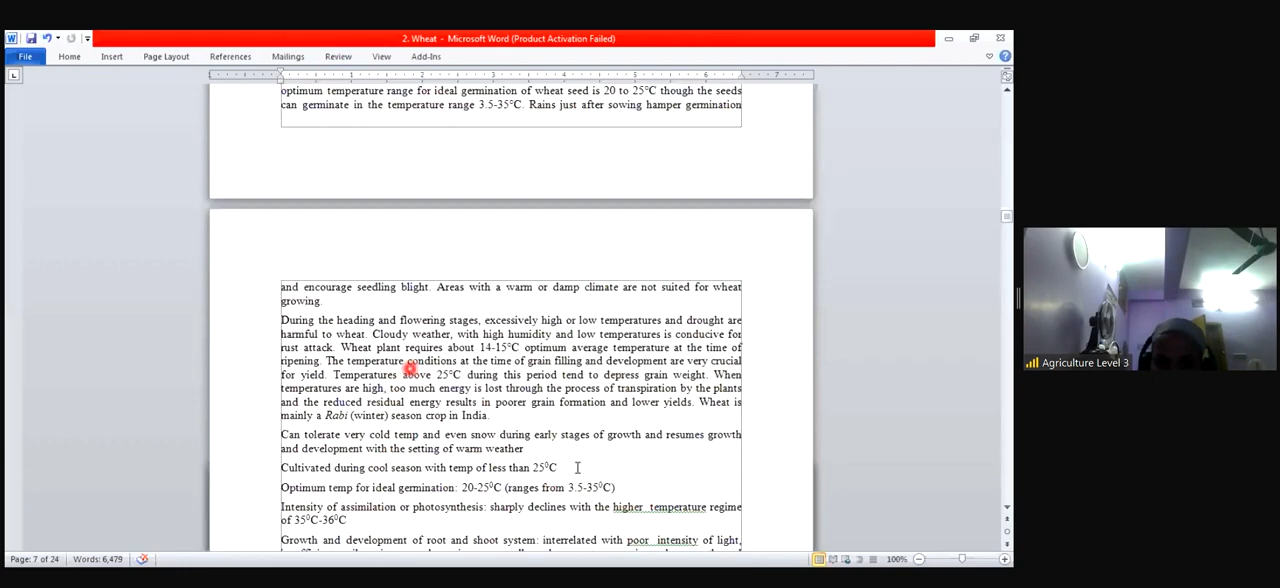 2. Wheat - Microsoft Word (Product Activation Failed)
File Home Insert Page Layout References Mailings Review View Add-Ins
1 2 3 4 5 6 7
optimum temperature range for ideal germination of wheat seed is 20 to 25°C though the seeds
can germinate in the temperature range 3.5-35°C. Rains just after sowing hamper germination
and encourage seedling blight. Areas with a warm or damp climate are not suited for wheat
growing.
During the heading and flowering stages, excessively high or low temperatures and drought are
harmful to wheat. Cloudy weather, with high humidity and low temperatures is conducive for
rust attack. Wheat plant requires about 14-15°C optimum average temperature at the time of
ripening. The temperature conditions at the time of grain filling and development are very crucial
for yield. Temperatures above 25°C during this period tend to depress grain weight. When
temperatures are high, too much energy is lost through the process of transpiration by the plants
and the reduced residual energy results in poorer grain formation and lower yields. Wheat is
mainly a Rabi (winter) season crop in India.
Can tolerate very cold temp and even snow during early stages of growth and resumes growth
and development with the setting of warm weather
Cultivated during cool season with temp of less than 25⁰C
Optimum temp for ideal germination: 20-25⁰C (ranges from 3.5-35⁰C)
Intensity of assimilation or photosynthesis: sharply declines with the higher temperature regime
of 35⁰C-36⁰C
Growth and development of root and shoot system: interrelated with poor intensity of light,
Agriculture Level 3
Page: 7 of 24 Words: 6,479 100%